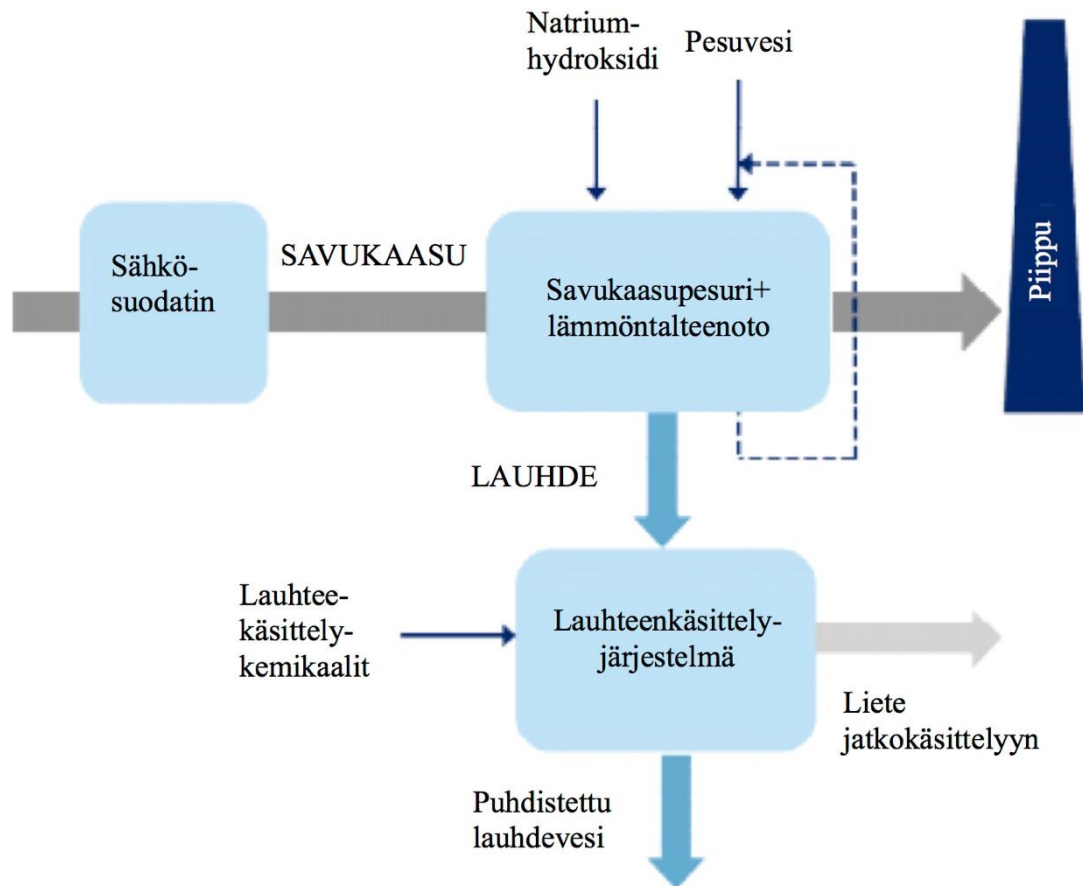 Natrium-
hydroksidi
Pesuvesi
Sähkö-
suodatin
SAVUKAASU
Savukaasupesuri+
lämmöntalteenoto
Piippu
LAUHDE
Lauhtee-
käsittely-
kemikaalit
Lauhteenkäsittely-
järjestelmä
Liete
jatkokäsittelyyn
Puhdistettu
lauhdevesi